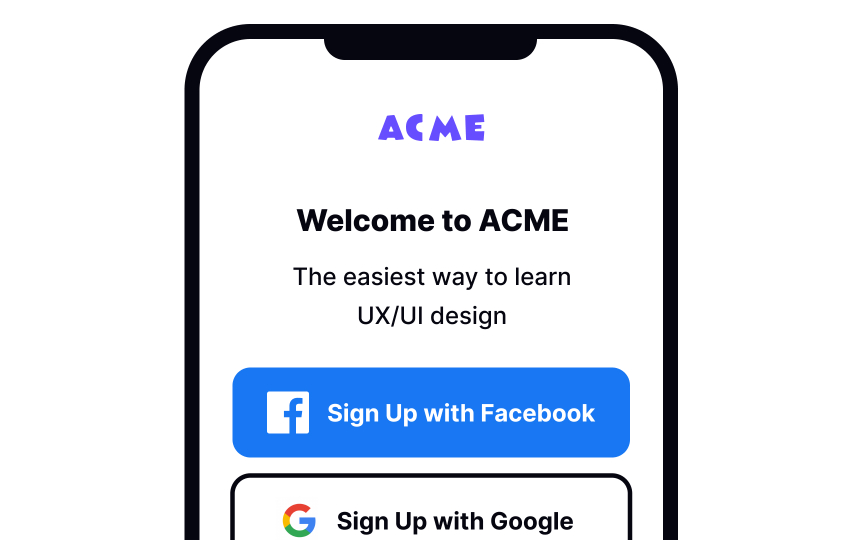 ACME
Welcome to ACME
The easiest way to learn
UX/UI design
Sign Up with Facebook
Sign Up with Google